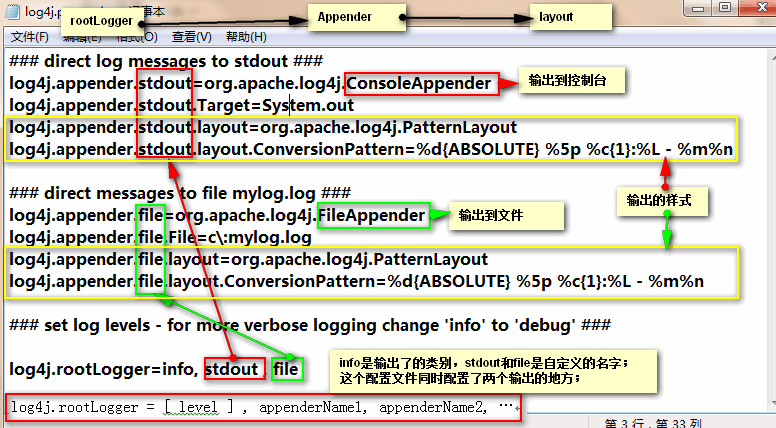 log4j.p 记事本
rootLogger
Appender
layout
文件(F) 编辑(E) 格式(O) 查看(V) 帮助(H)
### direct log messages to stdout ###
log4j.appender.stdout=org.apache.log4j.ConsoleAppender
输出到控制台
log4j.appender.stdout.Target=System.out
log4j.appender.stdout.layout=org.apache.log4j.PatternLayout
log4j.appender.stdout.layout.ConversionPattern=%d{ABSOLUTE} %5p %c{1}:%L - %m%n
### direct messages to file mylog.log ###
输出的样式
log4j.appender.file=org.apache.log4j.FileAppender
输出到文件
log4j.appender.file.File=c\:mylog.log
log4j.appender.file.layout=org.apache.log4j.PatternLayout
log4j.appender.file.layout.ConversionPattern=%d{ABSOLUTE} %5p %c{1}:%L - %m%n
### set log levels - for more verbose logging change 'info' to 'debug' ###
log4j.rootLogger=info, stdout , file
info是输出了的类别，stdout和file是自定义的名字；
这个配置文件同时配置了两个输出的地方；
log4j.rootLogger = [ level ] , appenderName1, appenderName2, …
第 3 行，第 33 列